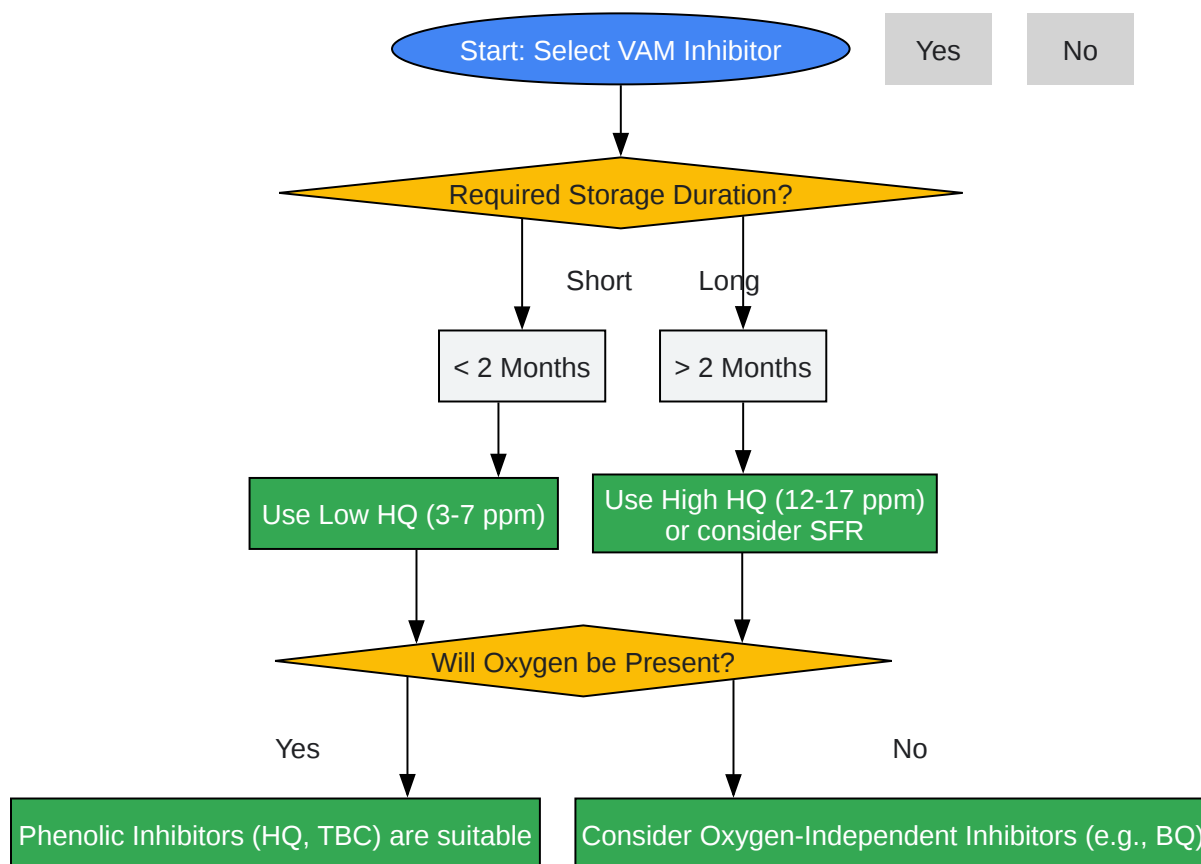 Start: Select VAM Inhibitor
Yes
No
Required Storage Duration?
Short
Long
< 2 Months
> 2 Months
Use Low HQ (3-7 ppm)
Use High HQ (12-17 ppm)
or consider SFR
Will Oxygen be Present?
Yes
No
Phenolic Inhibitors (HQ, TBC) are suitable
Consider Oxygen-Independent Inhibitors (e.g., BQ)